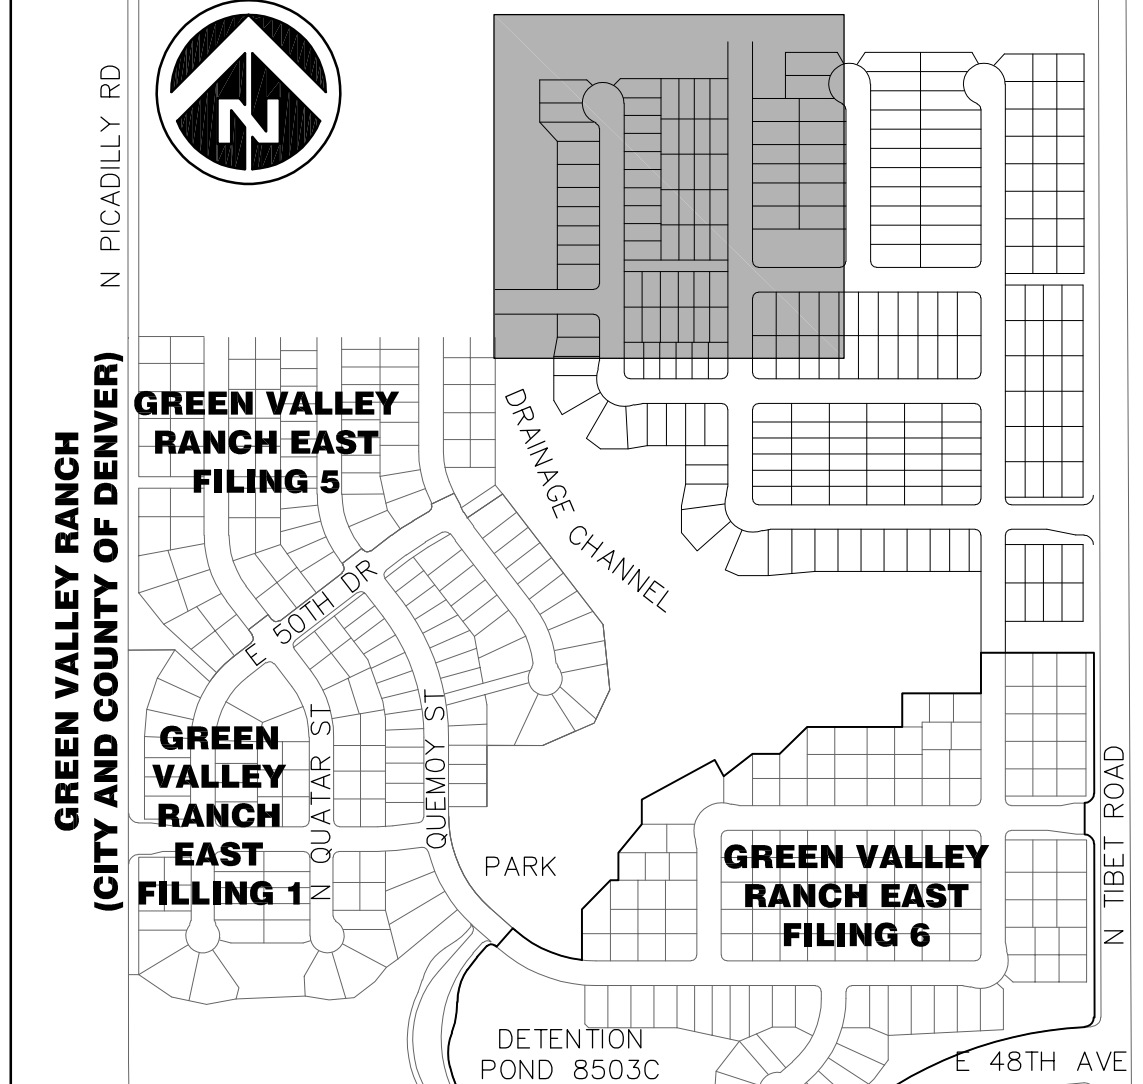 N PICADILLY RD
N
GREEN VALLEY RANCH
(CITY AND COUNTY OF DENVER)
GREEN VALLEY
RANCH EAST
FILING 5
DRAINAGE CHANNEL
E 50TH DR
GREEN
VALLEY
RANCH
EAST
FILLING 1
N QUATAR ST
QUEMOY ST
PARK
GREEN VALLEY
RANCH EAST
FILING 6
N TIBET ROAD
DETENTION
POND 8503C
E 48TH AVE